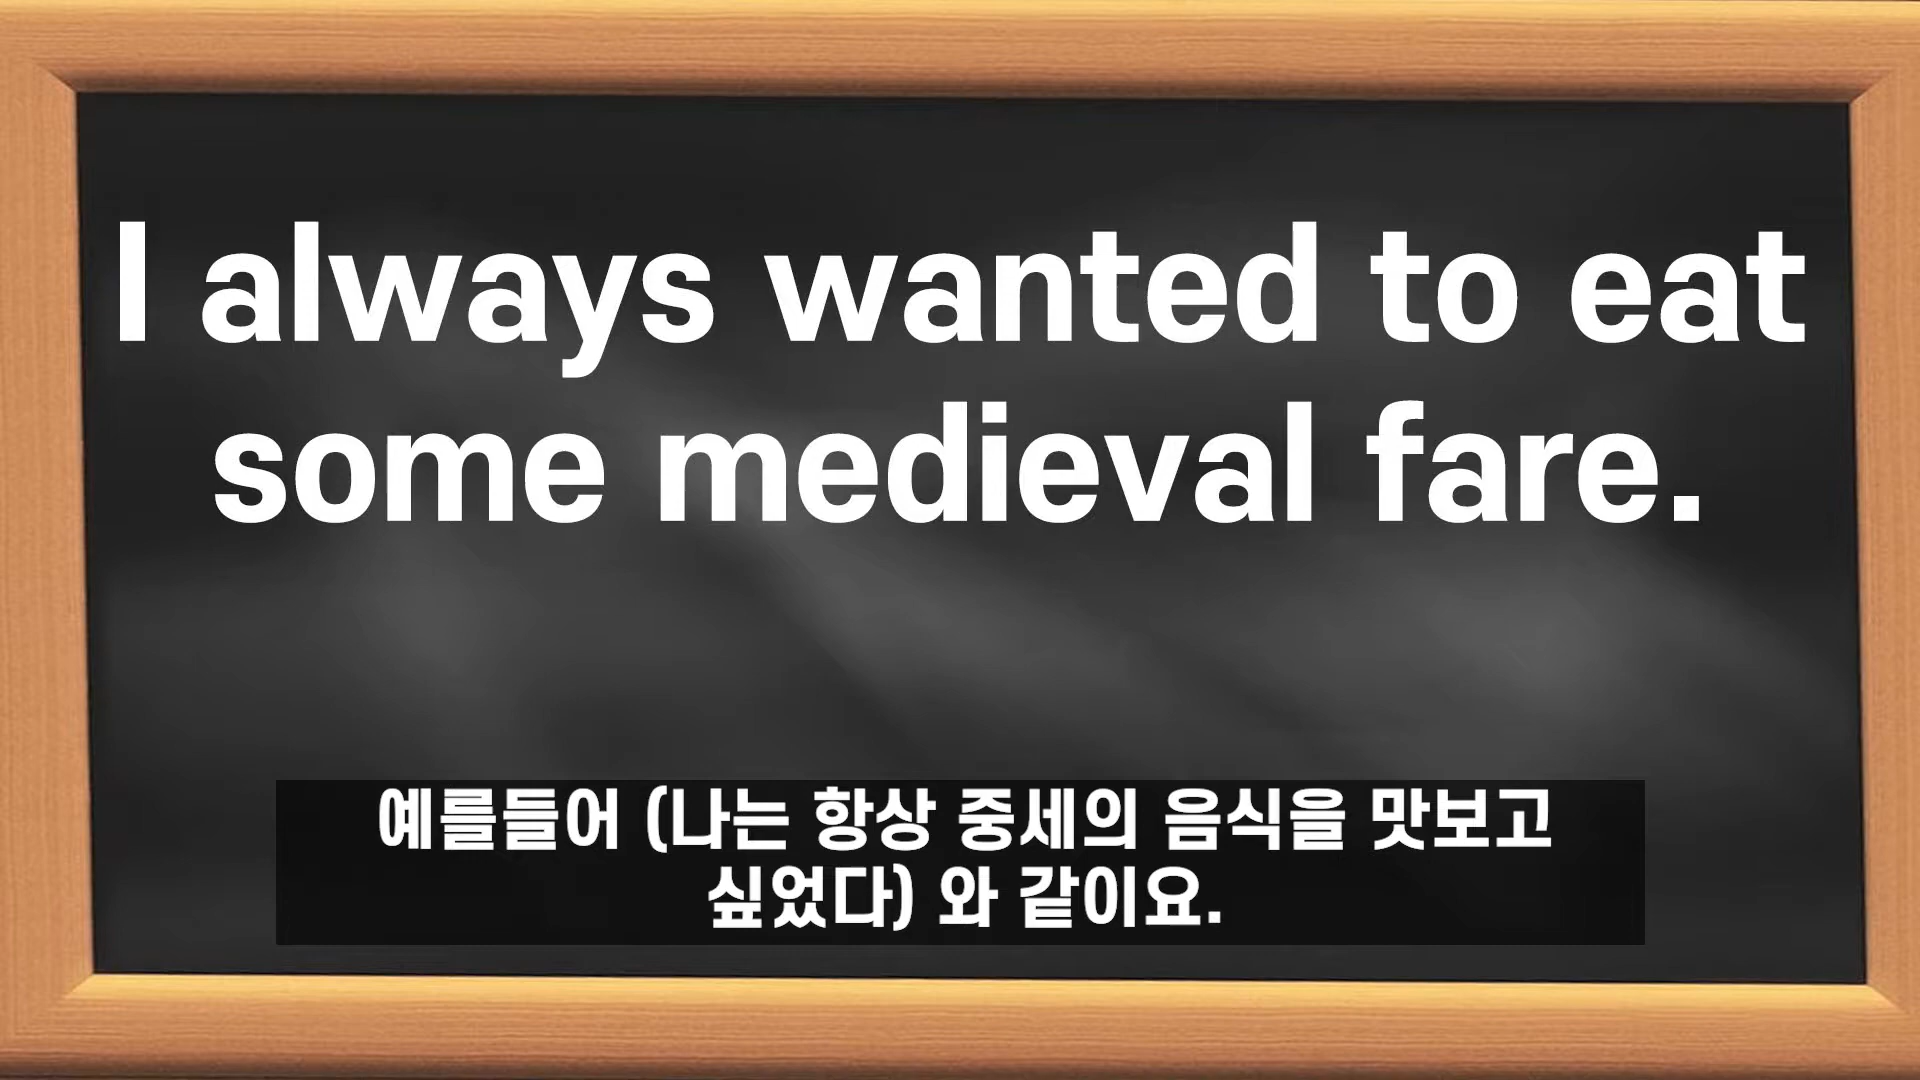 I always wanted to eat
some medieval fare.
예를들어 (나는 항상 중세의 음식을 맛보고
싶었다) 와 같이요.